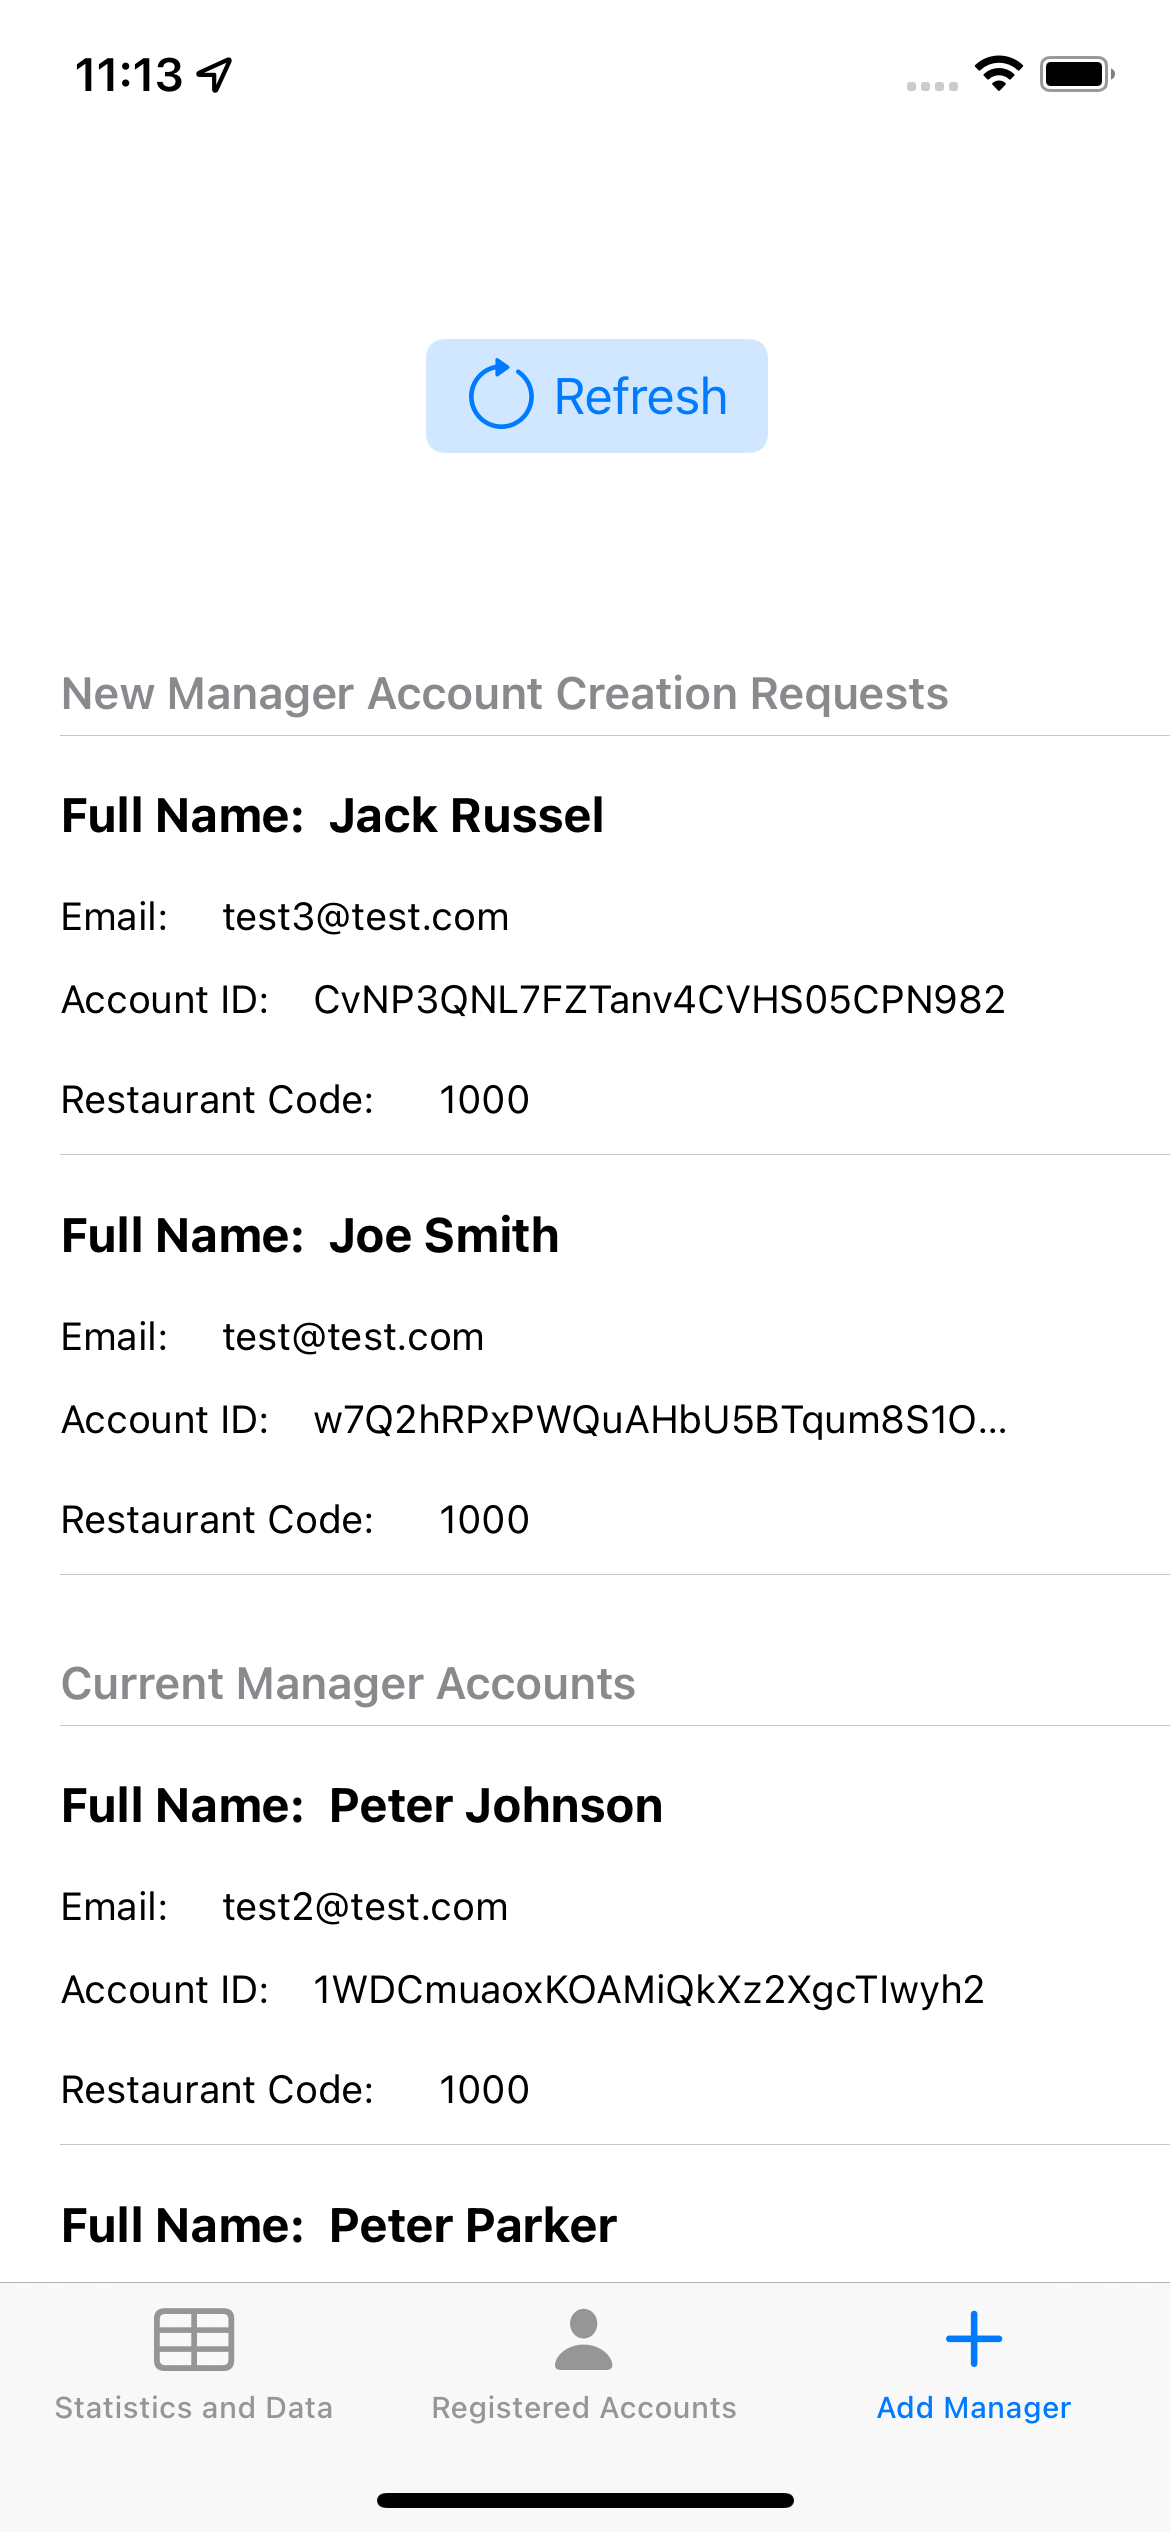 11:13
Refresh
New Manager Account Creation Requests
Full Name: Jack Russel
Email: test3@test.com
Account ID: CvNP3QNL7FZTanv4CVHS05CPN982
Restaurant Code: 1000
Full Name: Joe Smith
Email: test@test.com
Account ID: w7Q2hRPxPWQuAHbU5BTqum8S1O...
Restaurant Code: 1000
Current Manager Accounts
Full Name: Peter Johnson
Email: test2@test.com
Account ID: 1WDCmuaoxKOAMiQkXz2XgcTIwyh2
Restaurant Code: 1000
Full Name: Peter Parker
Statistics and Data
Registered Accounts
Add Manager